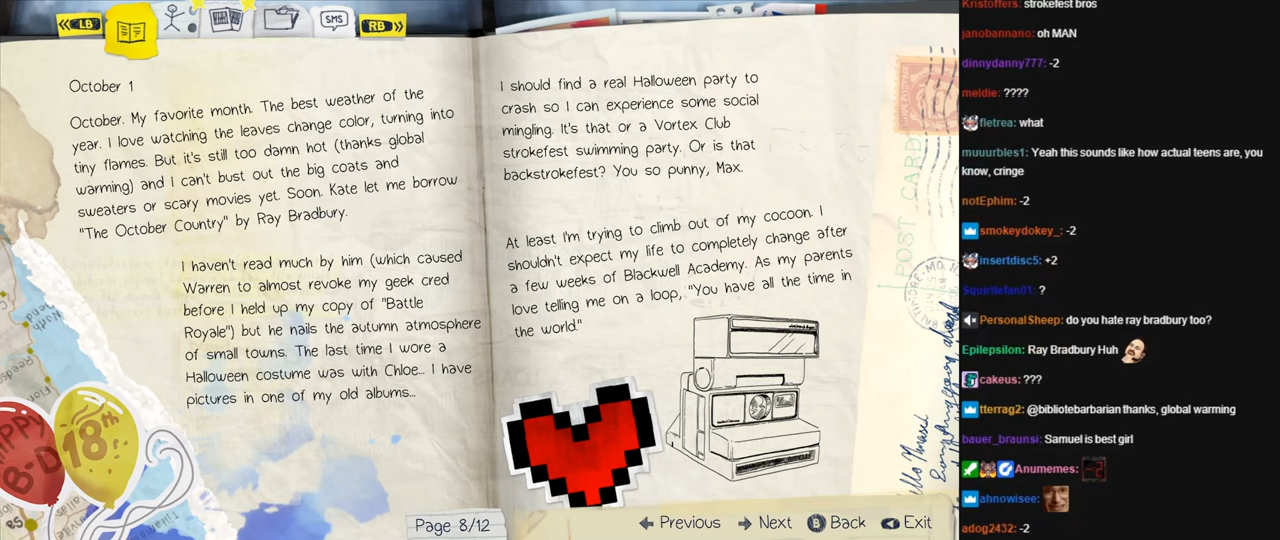 LB
SMS
RB
October 1
October. My favorite month. The best weather of the
year. I love watching the leaves change color, turning into
tiny flames. But it's still too damn hot (thanks global
warming) and I can't bust out the big coats and
sweaters or scary movies yet. Soon. Kate let me borrow
"The October Country" by Ray Bradbury.
I haven't read much by him (which caused
Warren to almost revoke my geek cred
before I held up my copy of "Battle
Royale") but he nails the autumn atmosphere
of small towns. The last time I wore a
Halloween costume was with Chloe... I have
pictures in one of my old albums...
HAPPY
B-D
18th
Page 8/12
I should find a real Halloween party to
crash so I can experience some social
mingling. It's that or a Vortex Club
strokefest swimming party. Or is that
backstrokefest? You so punny, Max.
At least I'm trying to climb out of my cocoon. I
shouldn't expect my life to completely change after
a few weeks of Blackwell Academy. As my parents
love telling me on a loop, "You have all the time in
the world."
POST CARD
Previous
Next
B Back
Exit
Kristoffers: strokefest bros
janobannano: oh MAN
dinnydanny777: -2
meldie: ????
fletrea: what
muuurbles1: Yeah this sounds like how actual teens are, you
know, cringe
notEphim: -2
smokeydokey_: -2
insertdisc5: +2
Squirtlefan01: ?
PersonalSheep: do you hate ray bradbury too?
Epilepsilon: Ray Bradbury Huh
cakeus: ???
tterrag2: @bibliotebarbarian thanks, global warming
bauer_braunsi: Samuel is best girl
Anumemes: -2
ahnowisee:
adog2432: -2